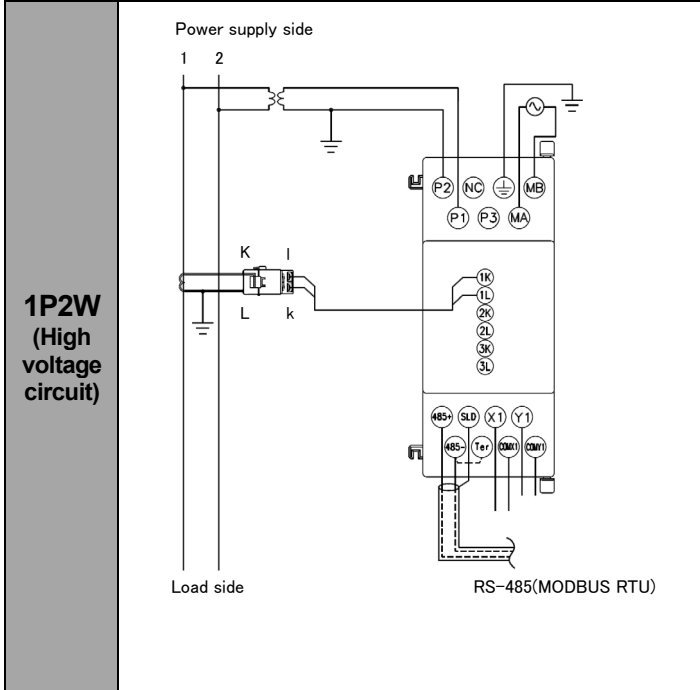 Power supply side
1 2
P2 NC MB
P1 P3 MA
K l
L k
1K
1L
2K
2L
3K
3L
1P2W
(High
voltage
circuit)
485+ SLD X1 Y1
485- Ter COMX1 COMY1
Load side
RS-485(MODBUS RTU)